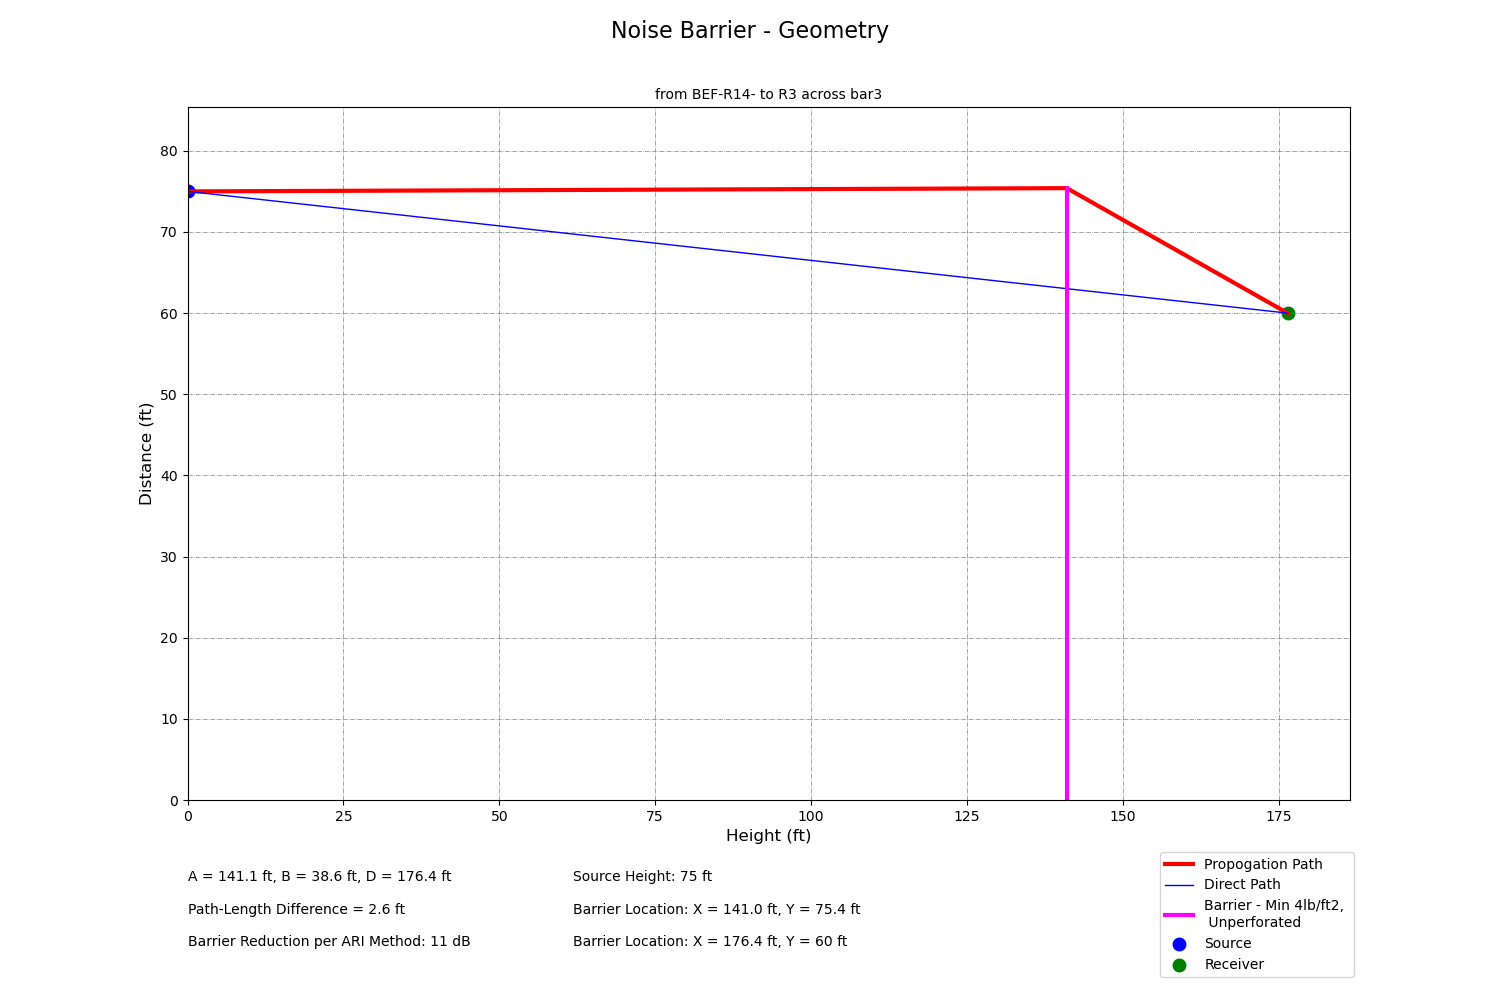 Noise Barrier - Geometry
from BEF-R14- to R3 across bar3
80
70
60
50
40
30
20
10
0
Distance (ft)
0 25 50 75 100 125 150 175
Height (ft)
A = 141.1 ft, B = 38.6 ft, D = 176.4 ft
Path-Length Difference = 2.6 ft
Barrier Reduction per ARI Method: 11 dB
Source Height: 75 ft
Barrier Location: X = 141.0 ft, Y = 75.4 ft
Barrier Location: X = 176.4 ft, Y = 60 ft
Propogation Path
Direct Path
Barrier - Min 4lb/ft2,
Unperforated
Source
Receiver